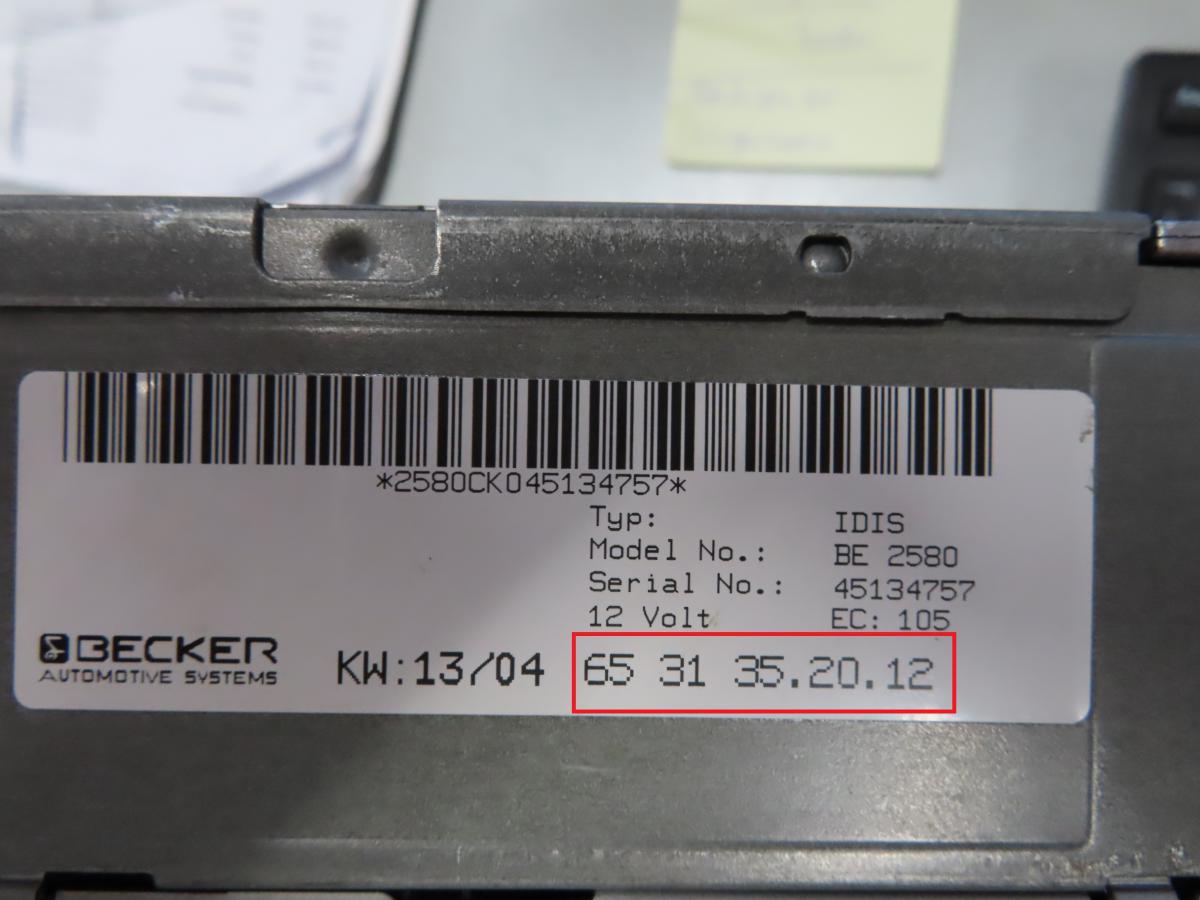 *2580CK045134757*
Typ: IDIS
Model No.: BE 2580
Serial No.: 45134757
12 Volt EC: 105
BECKER
AUTOMOTIVE SYSTEMS
KW:13/04 65 31 35.20.12